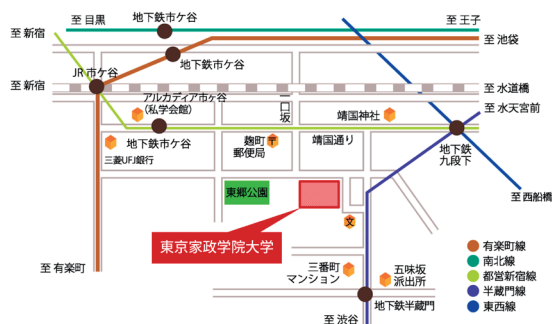 至 目黒
地下鉄市ケ谷
至 王子
至 新宿
至 池袋
地下鉄市ケ谷
JR 市ケ谷
至 新宿
至 水道橋
アルカディア市ヶ谷
(私学会館)
一口坂
靖国神社
至 水天宮前
地下鉄市ケ谷
麹町
郵便局
靖国通り
地下鉄
九段下
三菱UFJ銀行
東郷公園
至 西船橋
文
東京家政学院大学
有楽町線
南北線
都営新宿線
半蔵門線
東西線
至 有楽町
三番町
マンション
五味坂
派出所
地下鉄半蔵門
至 渋谷